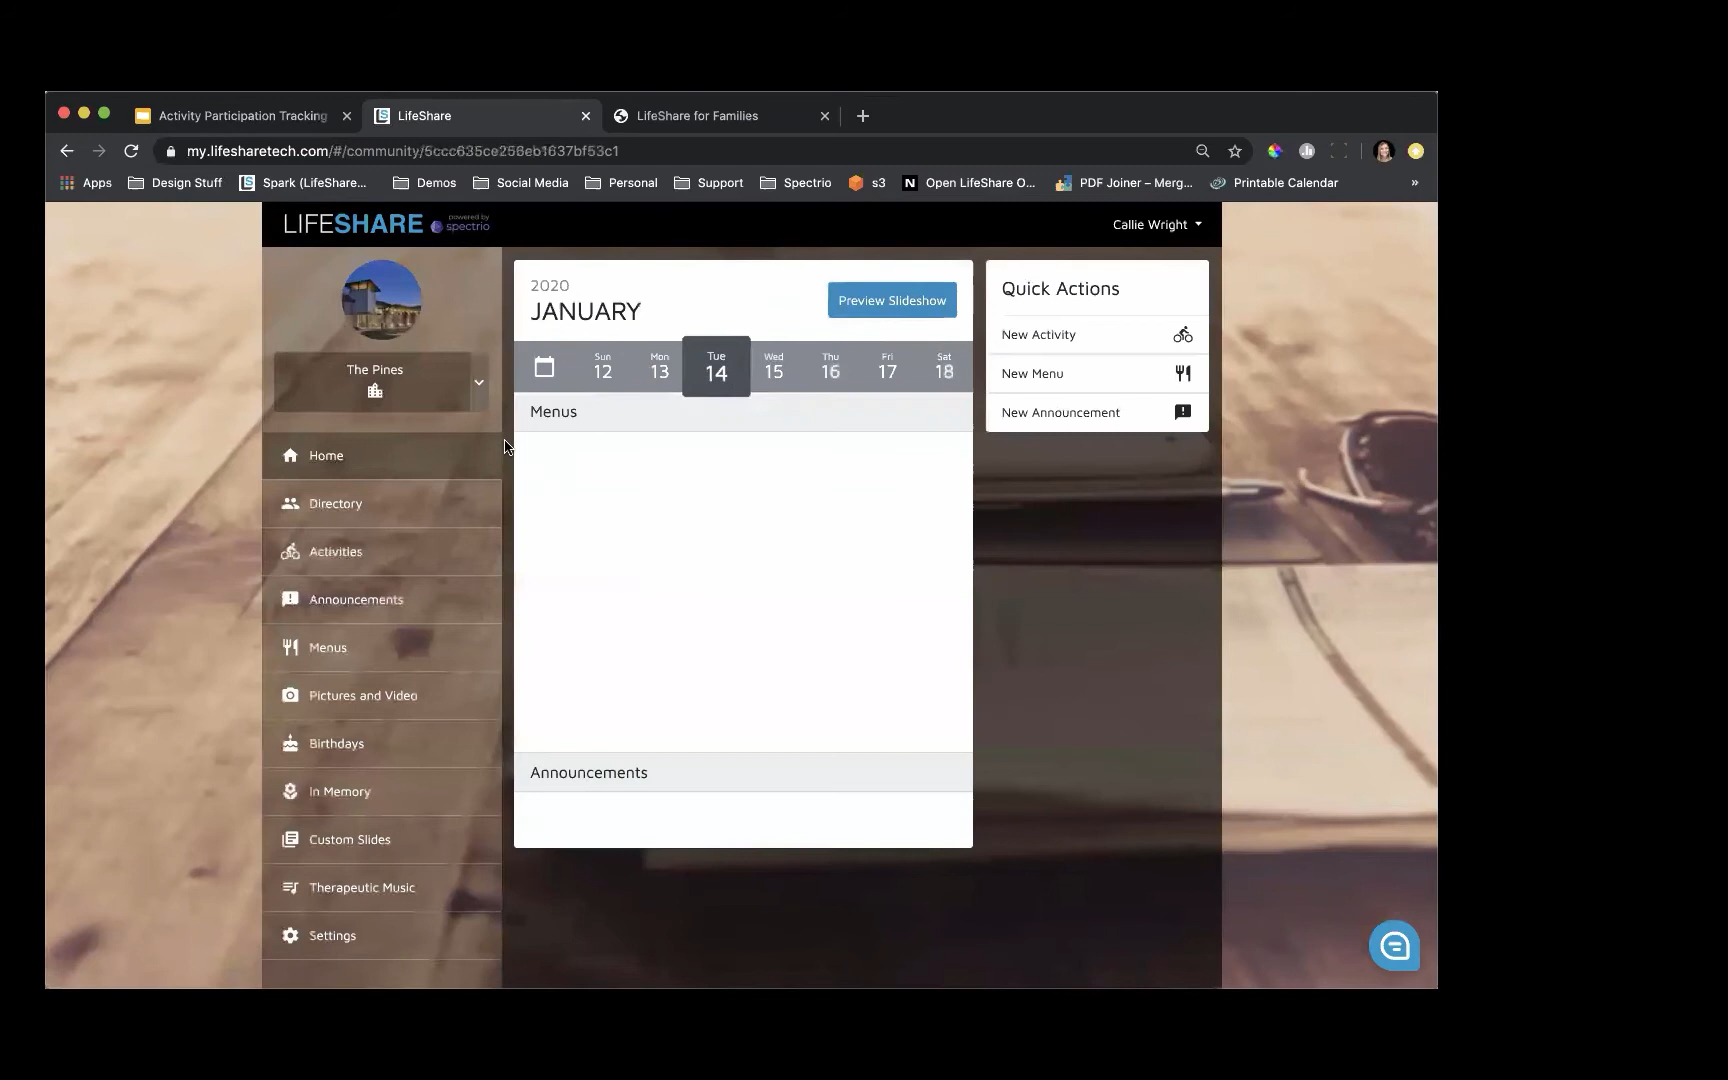 Activity Participation Tracking
LifeShare
LifeShare for Families
my.lifesharetech.com/#/community/5ccc635ce256eb1637bf53c1
Apps
Design Stuff
Spark (LifeShare...
Demos
Social Media
Personal
Support
Spectrio
s3
Open LifeShare O...
PDF Joiner – Merg...
Printable Calendar
»
LIFESHARE powered by spectrio
Callie Wright
The Pines
Home
Directory
Activities
Announcements
Menus
Pictures and Video
Birthdays
In Memory
Custom Slides
Therapeutic Music
Settings
2020
JANUARY
Preview Slideshow
Sun Mon Tue Wed Thu Fri Sat
12 13 14 15 16 17 18
Menus
Announcements
Quick Actions
New Activity
New Menu
New Announcement